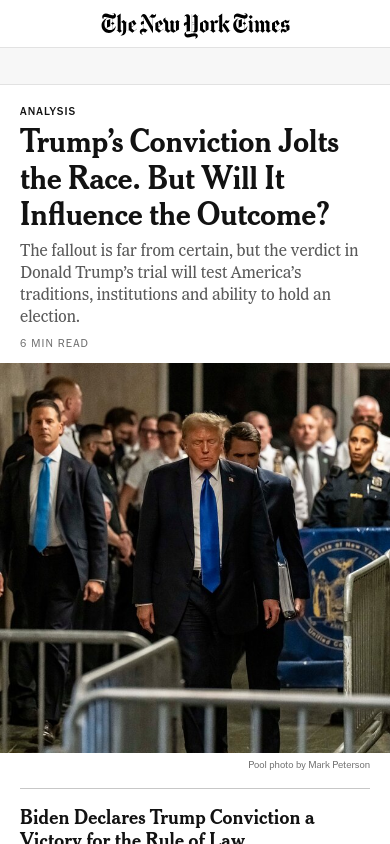 The New York Times
ANALYSIS
Trump’s Conviction Jolts
the Race. But Will It
Influence the Outcome?
The fallout is far from certain, but the verdict in
Donald Trump’s trial will test America’s
traditions, institutions and ability to hold an
election.
6 MIN READ
State of New York
Unified Co
Pool photo by Mark Peterson
Biden Declares Trump Conviction a
Victory for the Rule of Law